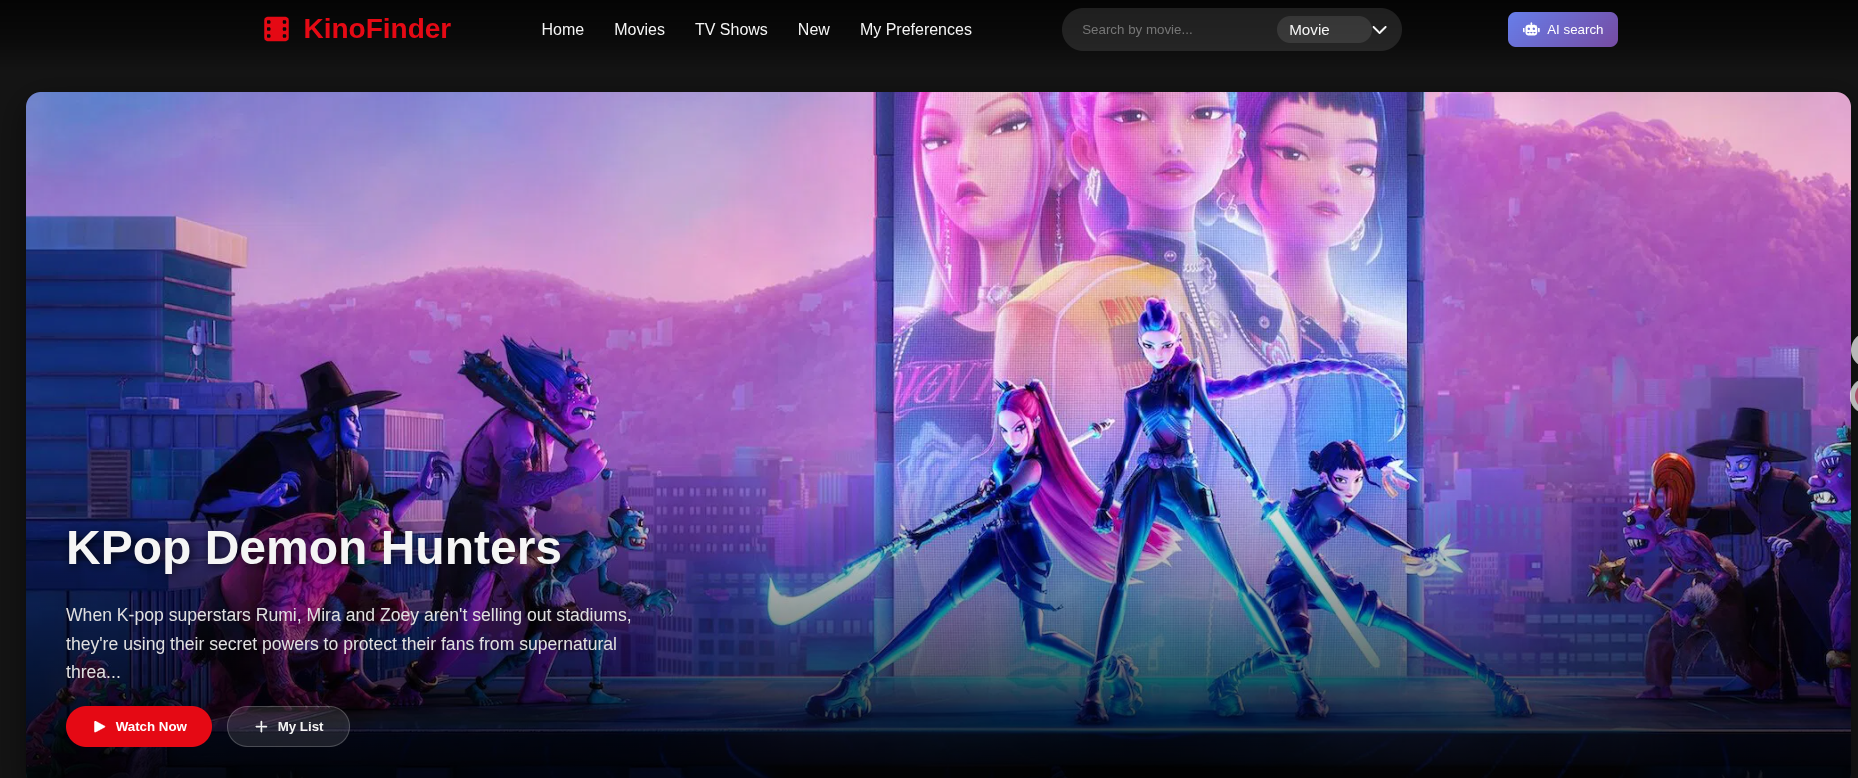 KinoFinder
Home
Movies
TV Shows
New
My Preferences
Search by movie...
Movie
AI search
KPop Demon Hunters
When K-pop superstars Rumi, Mira and Zoey aren't selling out stadiums,
they're using their secret powers to protect their fans from supernatural
threa...
Watch Now
My List